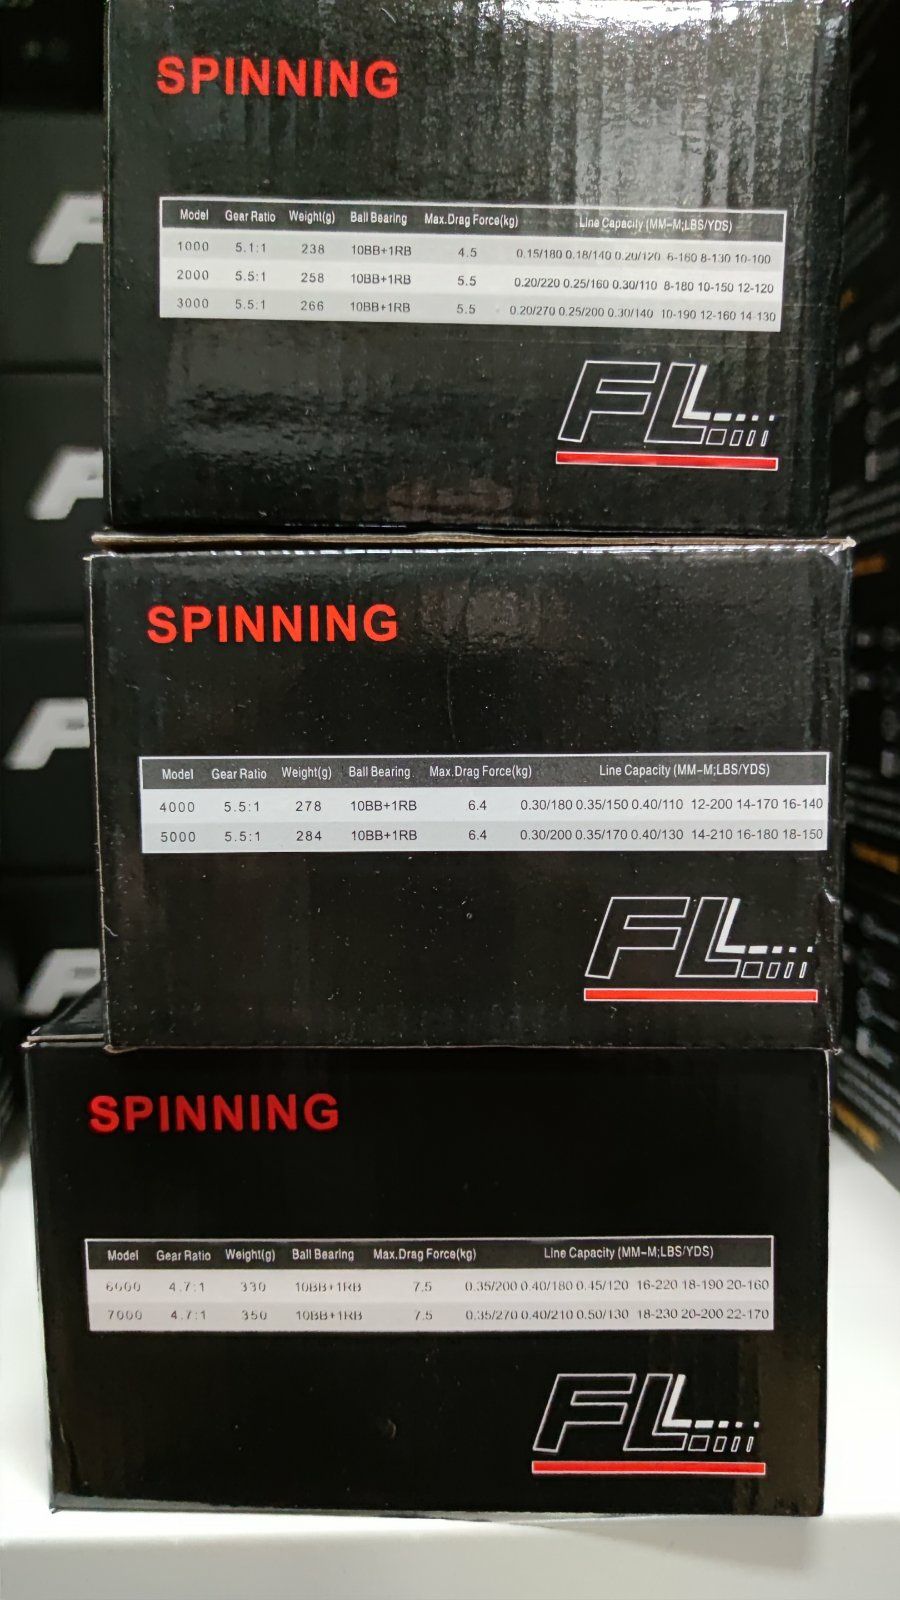 SPINNING
Model Gear Ratio Weight(g) Ball Bearing Max.Drag Force(kg) Line Capacity (MM-M;LBS/YDS)
1000 5.1:1 238 10BB+1RB 4.5 0.15/180 0.18/140 0.20/120 6-160 8-130 10-100
2000 5.5:1 258 10BB+1RB 5.5 0.20/220 0.25/160 0.30/110 8-180 10-150 12-120
3000 5.5:1 266 10BB+1RB 5.5 0.20/270 0.25/200 0.30/140 10-190 12-160 14-130
FL
SPINNING
Model Gear Ratio Weight(g) Ball Bearing Max.Drag Force(kg) Line Capacity (MM-M;LBS/YDS)
4000 5.5:1 278 10BB+1RB 6.4 0.30/180 0.35/150 0.40/110 12-200 14-170 16-140
5000 5.5:1 284 10BB+1RB 6.4 0.30/200 0.35/170 0.40/130 14-210 16-180 18-150
FL
SPINNING
Model Gear Ratio Weight(g) Ball Bearing Max.Drag Force(kg) Line Capacity (MM-M;LBS/YDS)
6000 4.7:1 330 10BB+1RB 7.5 0.35/200 0.40/180 0.45/120 16-220 18-190 20-160
7000 4.7:1 350 10BB+1RB 7.5 0.35/270 0.40/210 0.50/130 18-230 20-200 22-170
FL